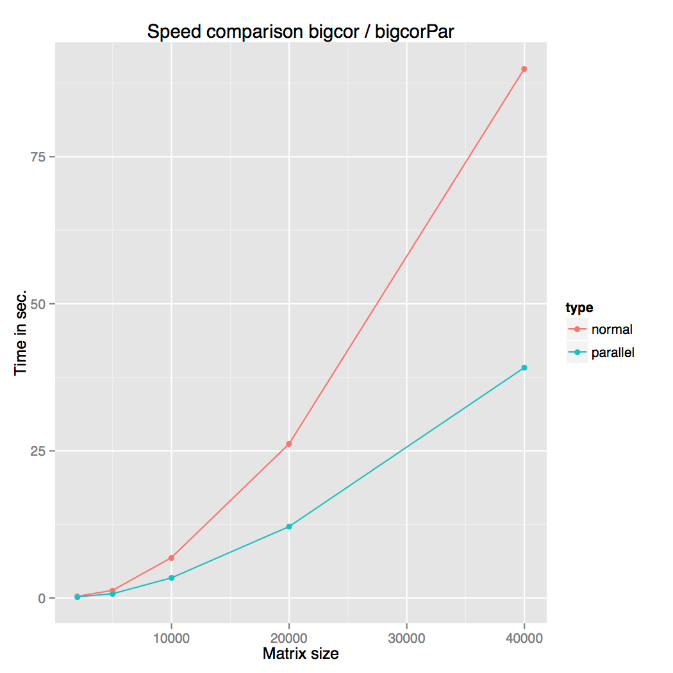 Speed comparison bigcor / bigcorPar
75
50
25
0
Time in sec.
10000 20000 30000 40000
Matrix size
type
normal
parallel